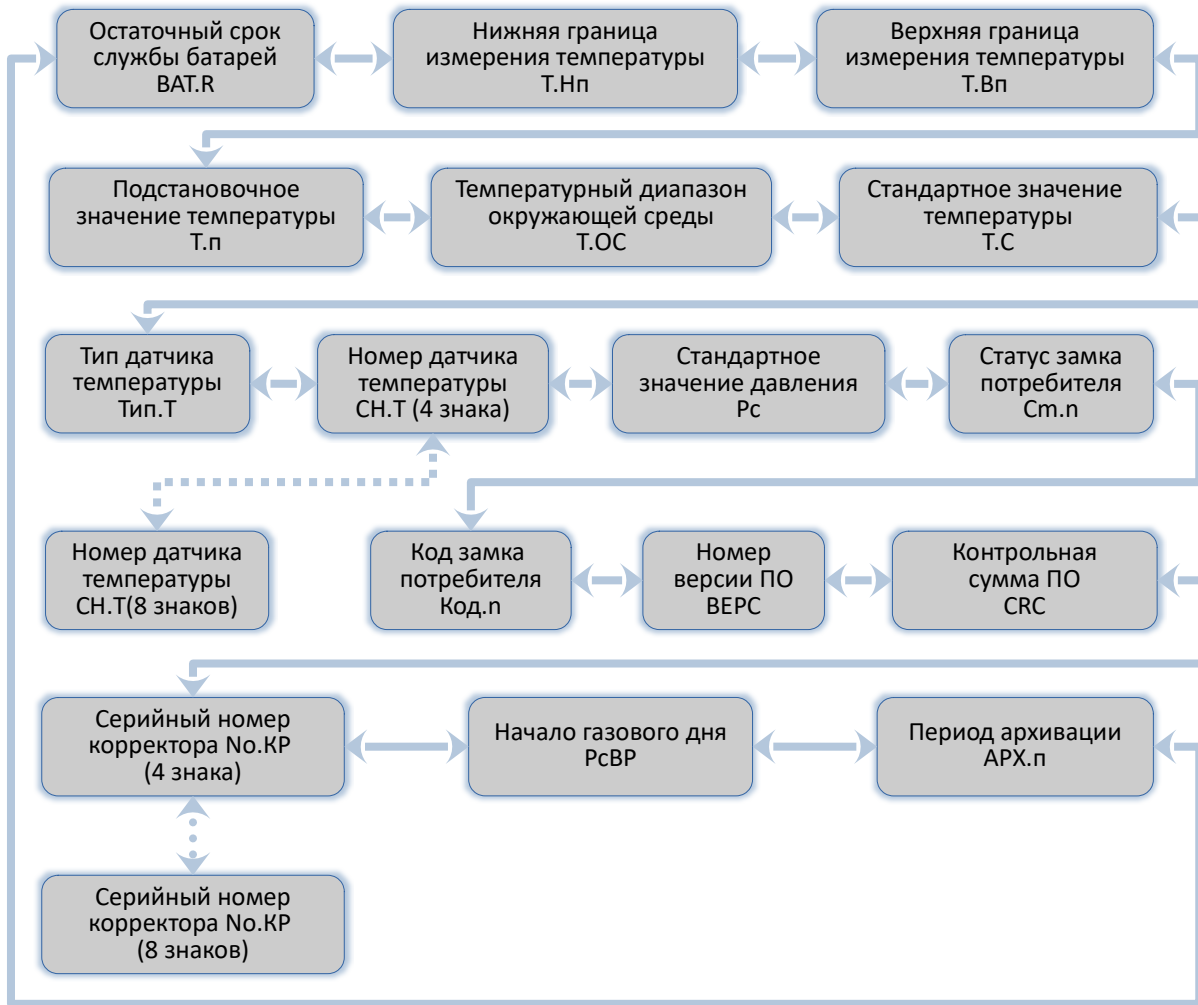 Остаточный срок
службы батарей
BAT.R
Нижняя граница
измерения температуры
Т.Нп
Верхняя граница
измерения температуры
Т.Вп
Подстановочное
значение температуры
Т.п
Температурный диапазон
окружающей среды
Т.ОС
Стандартное значение
температуры
Т.С
Тип датчика
температуры
Тип.Т
Номер датчика
температуры
СН.Т (4 знака)
Стандартное
значение давления
Рс
Статус замка
потребителя
Cm.n
Номер датчика
температуры
СН.Т(8 знаков)
Код замка
потребителя
Код.n
Номер
версии ПО
ВЕРС
Контрольная
сумма ПО
CRC
Серийный номер
корректора No.КР
(4 знака)
Начало газового дня
РсВР
Период архивации
АРХ.п
Серийный номер
корректора No.КР
(8 знаков)